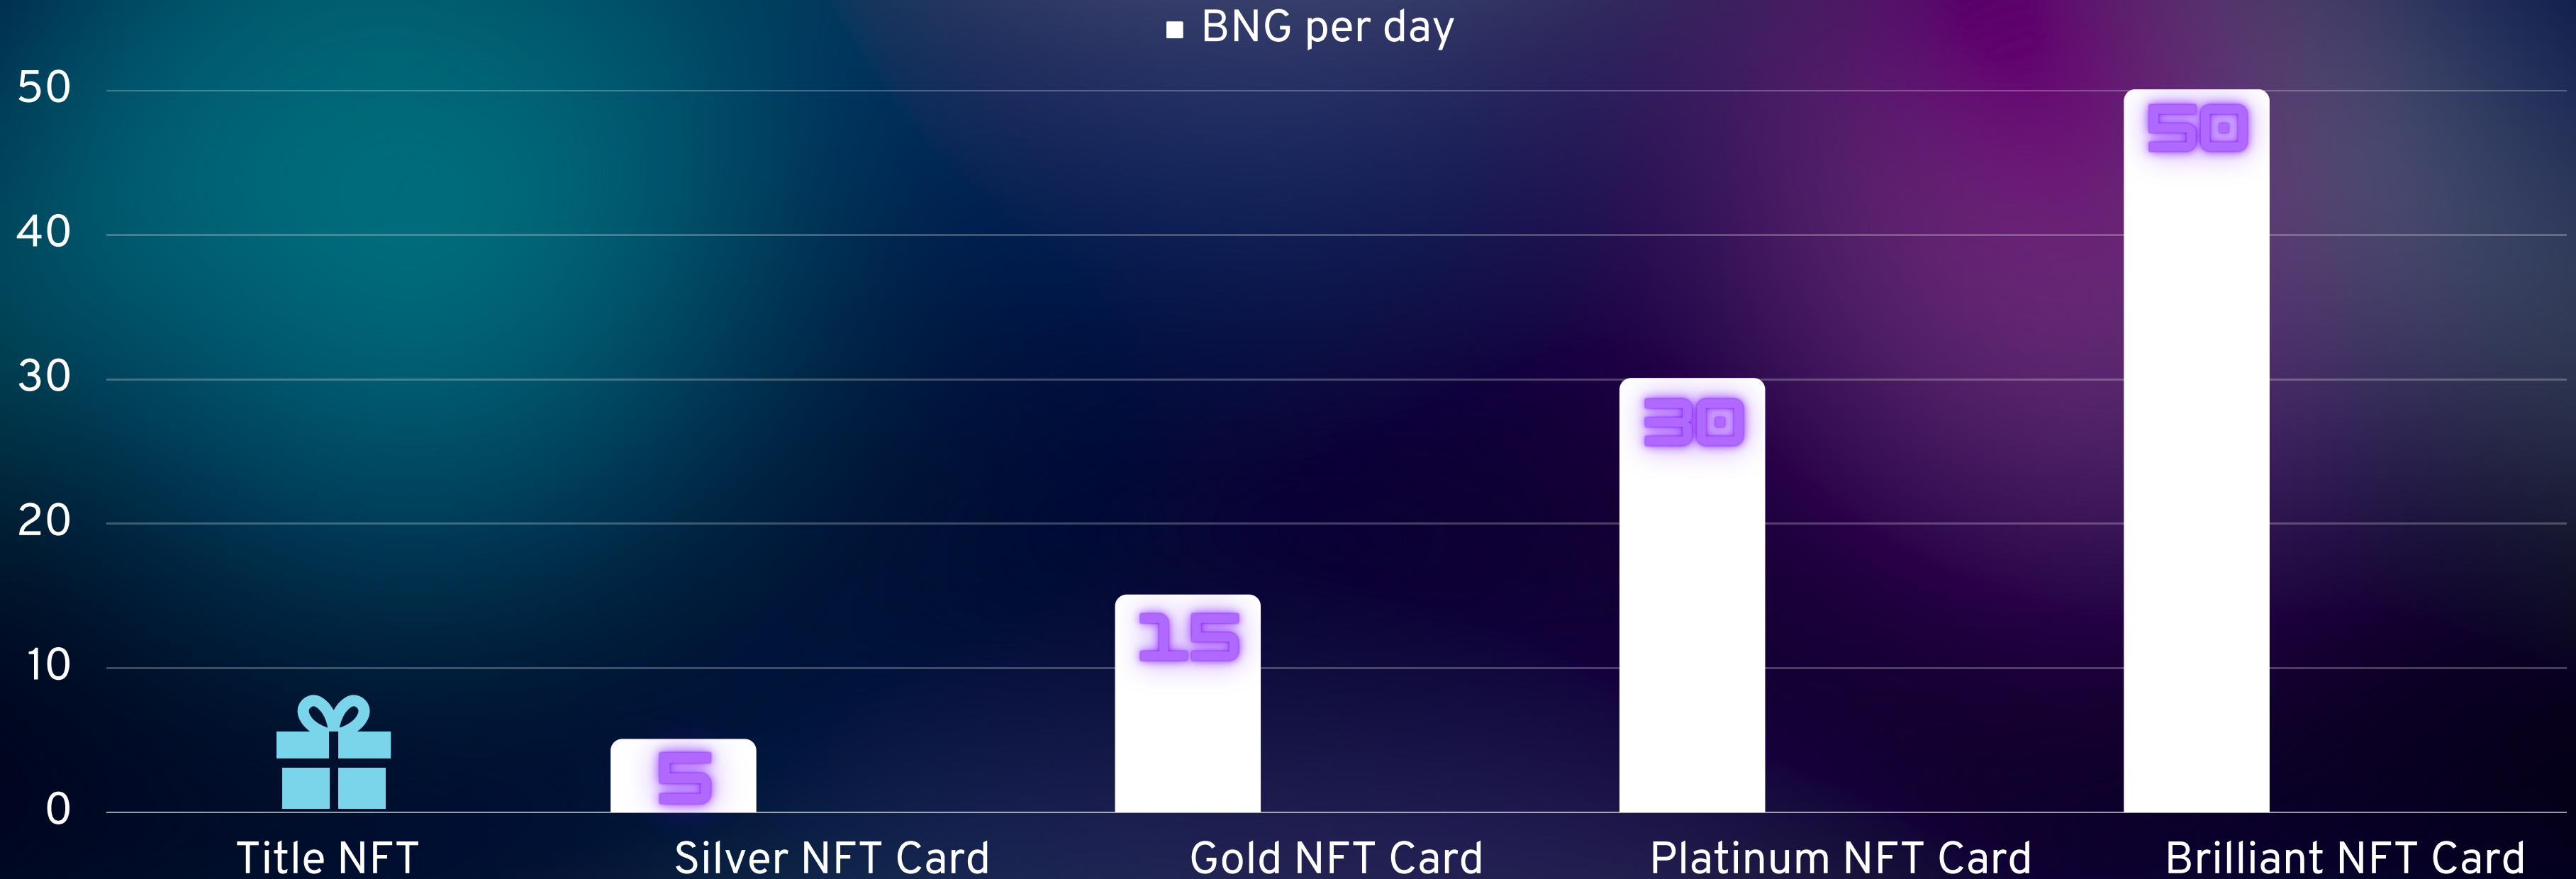 BNG per day
50
40
30
20
10
0
5
15
30
50
Title NFT
Silver NFT Card
Gold NFT Card
Platinum NFT Card
Brilliant NFT Card